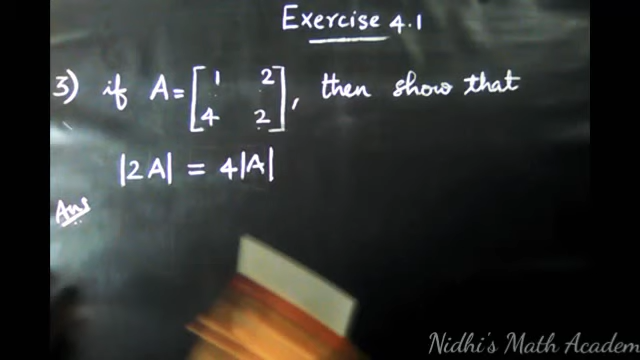 Exercise 4.1
3) if A = [1 2
4 2], then show that
|2A| = 4|A|
Ans
Nidhi's Math Academ